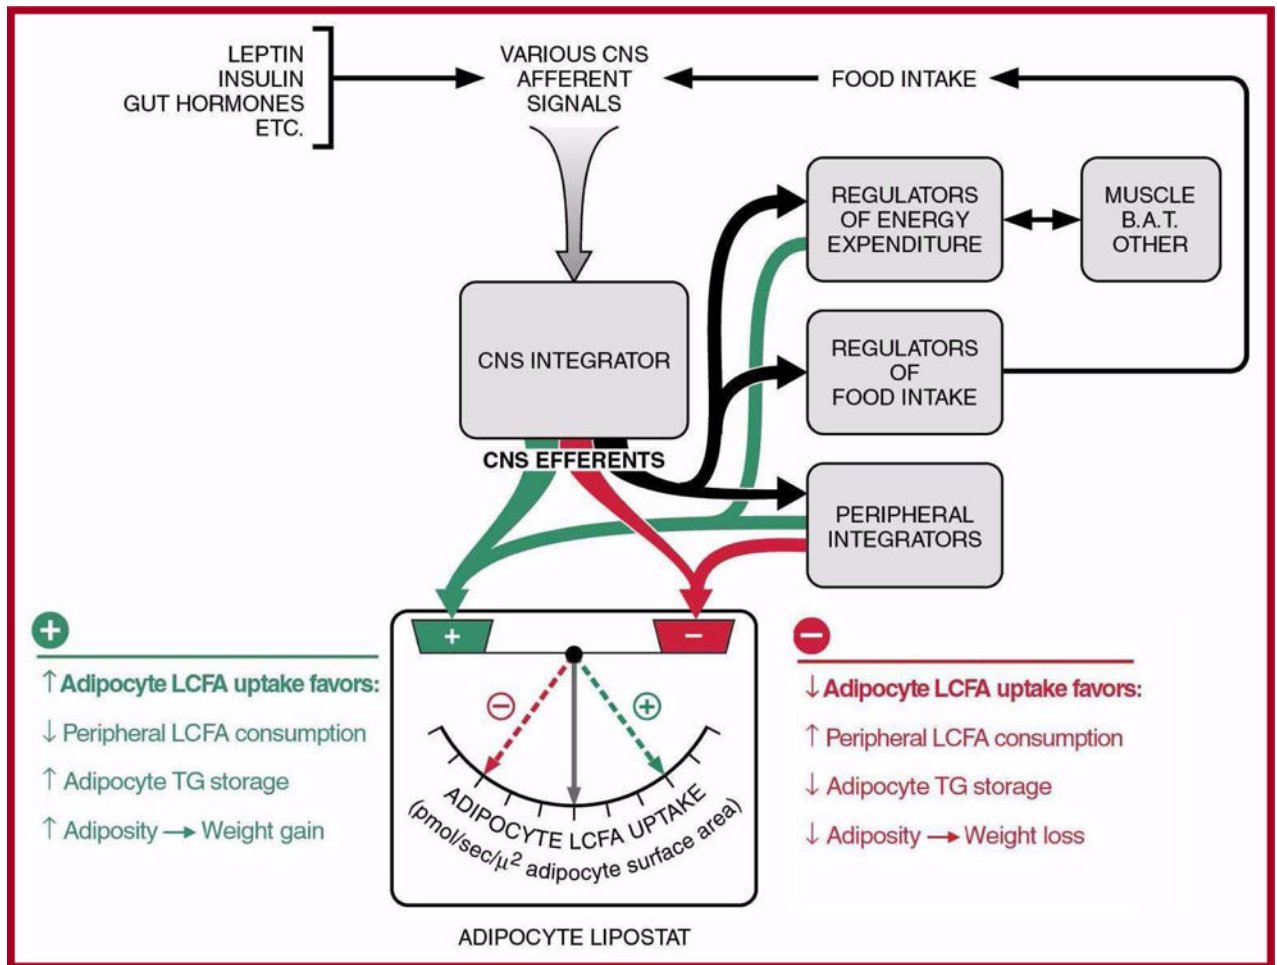 LEPTIN
INSULIN
GUT HORMONES
ETC.
VARIOUS CNS
AFFERENT
SIGNALS
FOOD INTAKE
REGULATORS
OF ENERGY
EXPENDITURE
MUSCLE
B.A.T.
OTHER
CNS INTEGRATOR
REGULATORS
OF
FOOD INTAKE
CNS EFFERENTS
PERIPHERAL
INTEGRATORS
+
↑ Adipocyte LCFA uptake favors:
↓ Peripheral LCFA consumption
↑ Adipocyte TG storage
↑ Adiposity → Weight gain
+
−
−
+
ADIPOCYTE LCFA UPTAKE
(pmol/sec/μ² adipocyte surface area)
−
↓ Adipocyte LCFA uptake favors:
↑ Peripheral LCFA consumption
↓ Adipocyte TG storage
↓ Adiposity → Weight loss
ADIPOCYTE LIPOSTAT